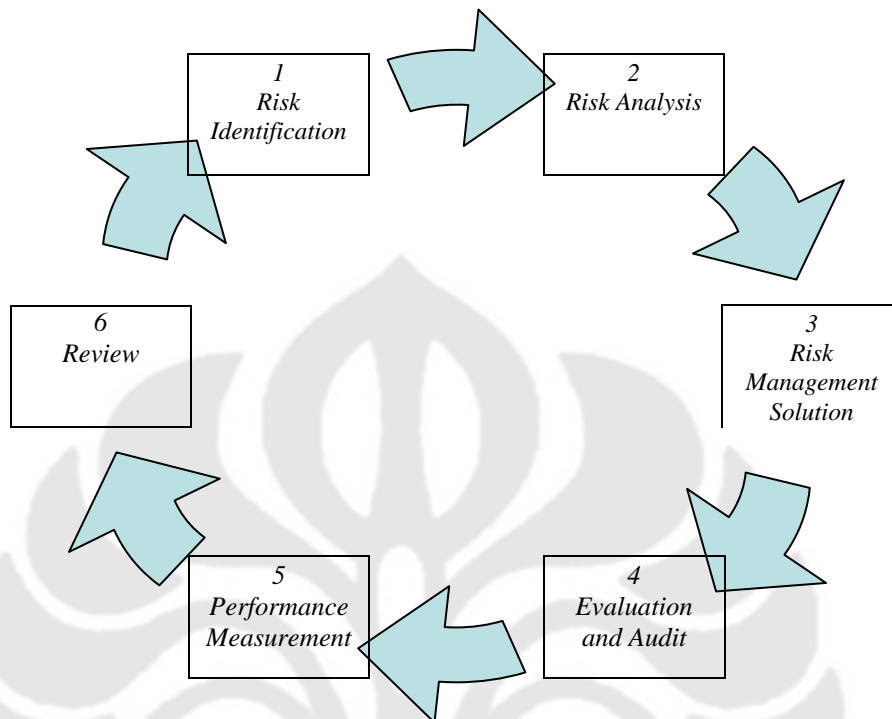 1
Risk
Identification
2
Risk Analysis
3
Risk
Management
Solution
4
Evaluation
and Audit
5
Performance
Measurement
6
Review